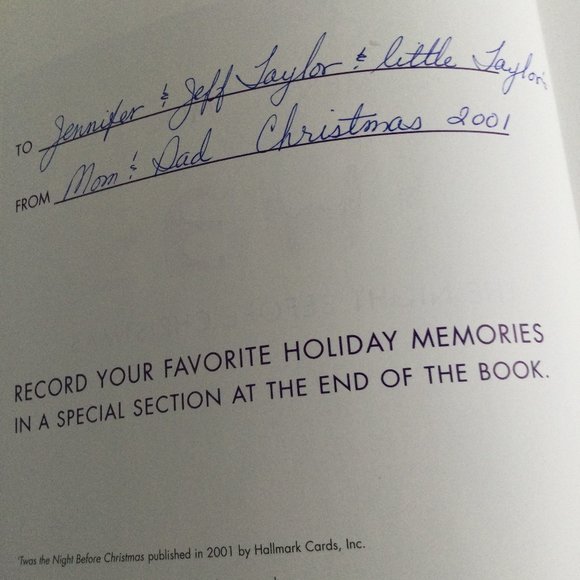 TO Jennifer & Jeff Taylor & little Taylors
FROM Mom & Dad Christmas 2001
RECORD YOUR FAVORITE HOLIDAY MEMORIES
IN A SPECIAL SECTION AT THE END OF THE BOOK.
'Twas the Night Before Christmas published in 2001 by Hallmark Cards, Inc.